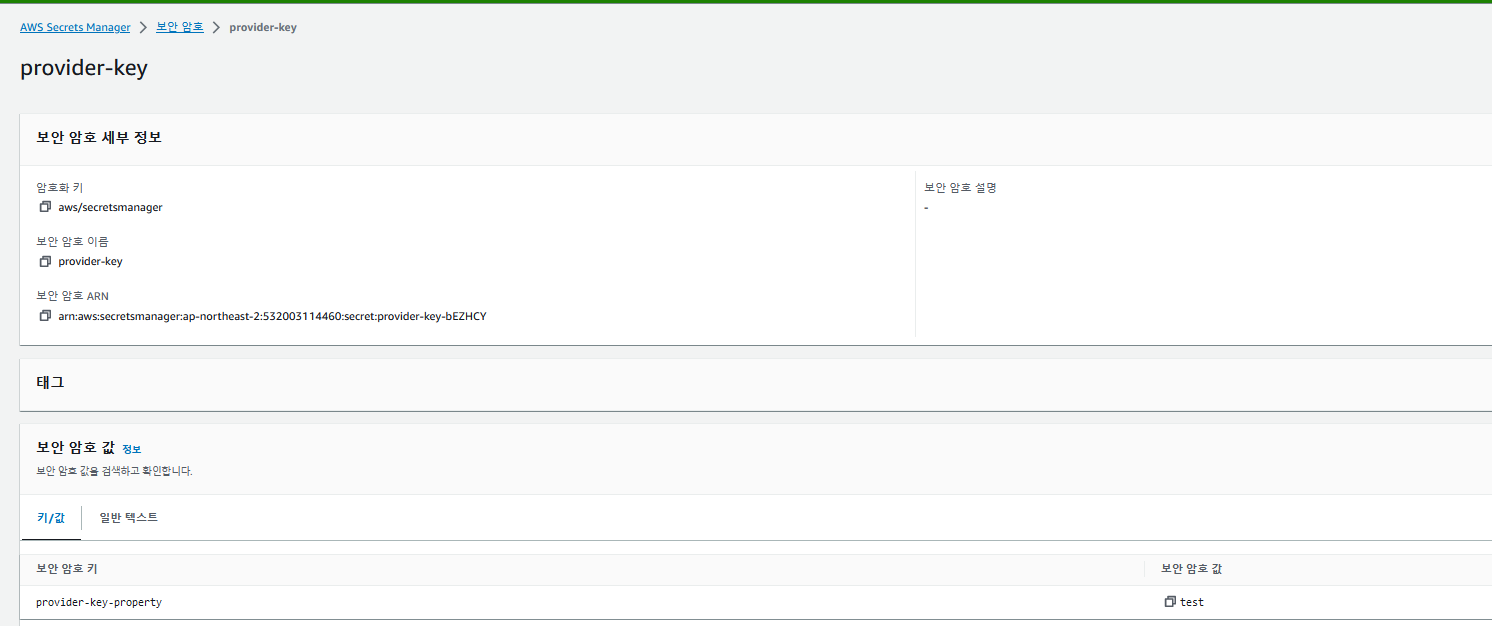 AWS Secrets Manager > 보안 암호 > provider-key
provider-key
보안 암호 세부 정보
암호화 키
aws/secretsmanager
보안 암호 이름
provider-key
보안 암호 ARN
arn:aws:secretsmanager:ap-northeast-2:532003114460:secret:provider-key-bEZHCY
보안 암호 설명
-
태그
보안 암호 값 정보
보안 암호 값을 검색하고 확인합니다.
키/값 일반 텍스트
보안 암호 키 보안 암호 값
provider-key-property test